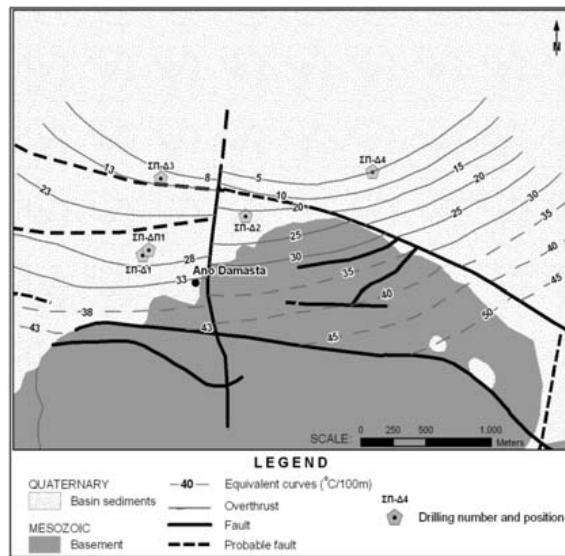 N
ΣΠ-Δ3
ΣΠ-Δ4
13
8
5
15
10
20
23
20
30
ΣΠ-Δ2
25
35
ΣΠ-ΔΠ1
25
40
28
30
ΣΠ-Δ1
Ano Damasta
35
45
33
40
38
50
43
43
45
SCALE:
0 250 500 1.000
Meters
LEGEND
QUATERNARY
Basin sediments
MESOZOIC
Basement
40 Equivalent curves (°C/100m)
Overthrust
Fault
Probable fault
ΣΠ-Δ4
Drilling number and position